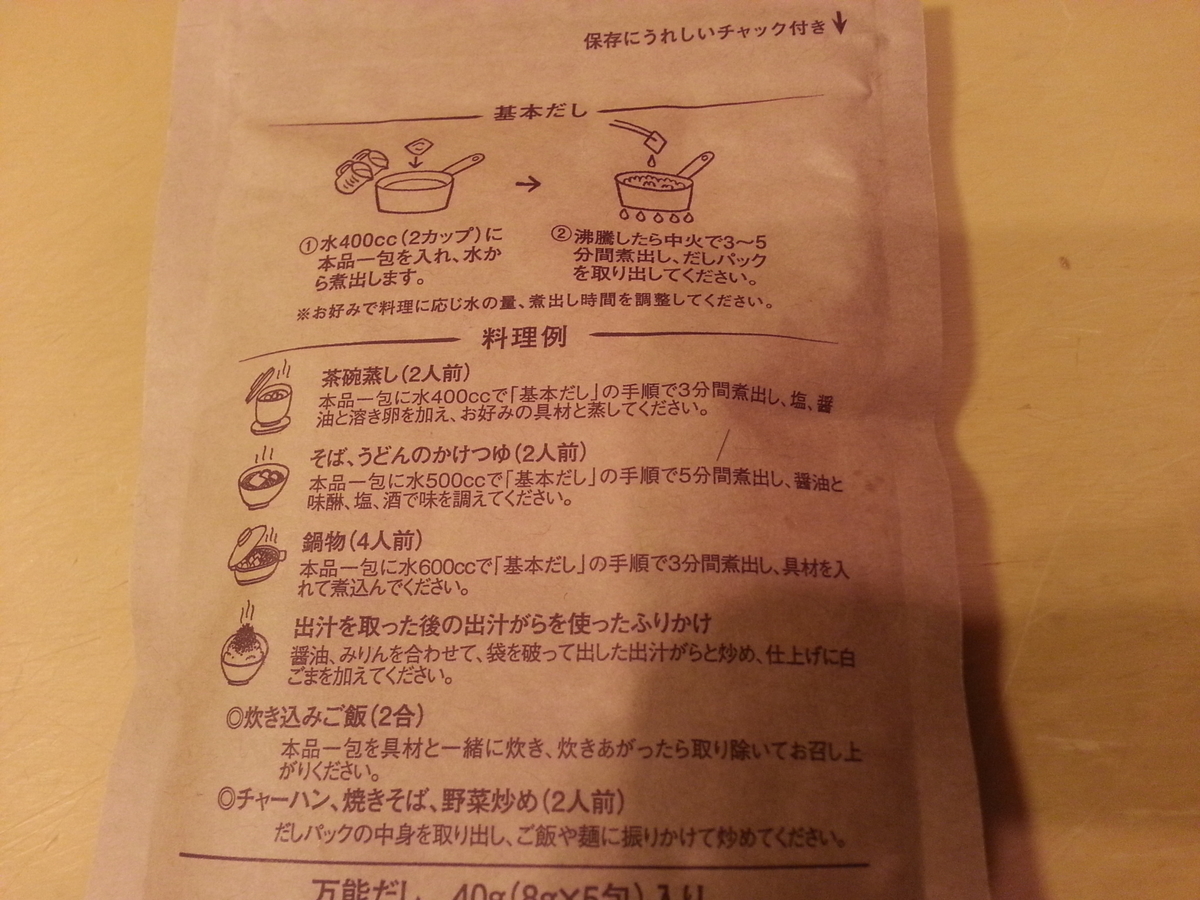 保存にうれしいチャック付き↓
基本だし
①水400cc(2カップ)に
本品一包を入れ、水か
ら煮出します。
②沸騰したら中火で3～5
分間煮出し、だしパック
を取り出してください。
※お好みで料理に応じ水の量、煮出し時間を調整してください。
料理例
茶碗蒸し(2人前)
本品一包に水400ccで「基本だし」の手順で3分間煮出し、塩、醤
油と溶き卵を加え、お好みの具材と蒸してください。
そば、うどんのかけつゆ(2人前)
本品一包に水500ccで「基本だし」の手順で5分間煮出し、醤油と
味醂、塩、酒で味を調えてください。
鍋物(4人前)
本品一包に水600ccで「基本だし」の手順で3分間煮出し、具材を入
れて煮込んでください。
出汁を取った後の出汁がらを使ったふりかけ
醤油、みりんを合わせて、袋を破って出した出汁がらと炒め、仕上げに白
ごまを加えてください。
◎炊き込みご飯(2合)
本品一包を具材と一緒に炊き、炊きあがったら取り除いてお召し上
がりください。
◎チャーハン、焼きそば、野菜炒め(2人前)
だしパックの中身を取り出し、ご飯や麺に振りかけて炒めてください。
万能だし 40g(8g×5包)入り